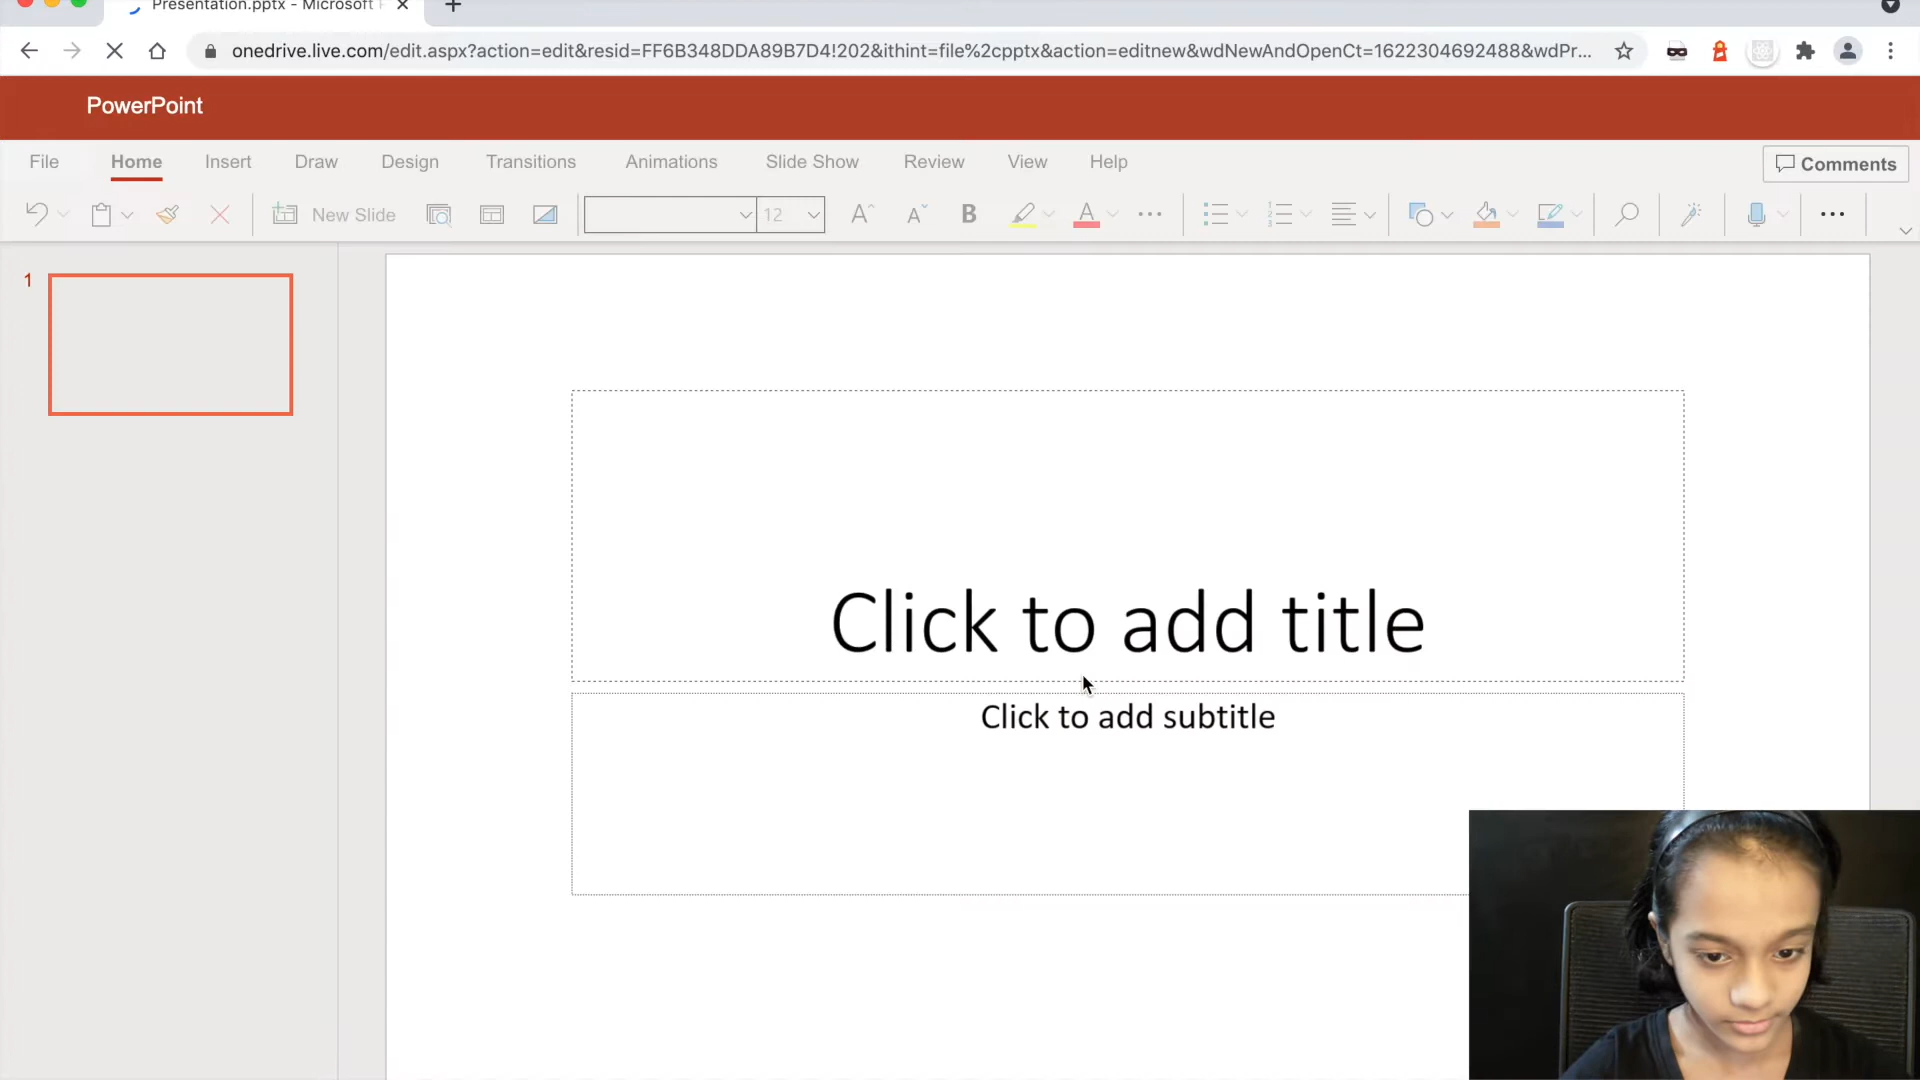 Presentation.pptx - Microsoft
onedrive.live.com/edit.aspx?action=edit&resid=FF6B348DDA89B7D4!202&ithint=file%2cpptx&action=editnew&wdNewAndOpenCt=1622304692488&wdPr...
PowerPoint
File Home Insert Draw Design Transitions Animations Slide Show Review View Help Comments
New Slide 12 A A B A
1
Click to add title
Click to add subtitle